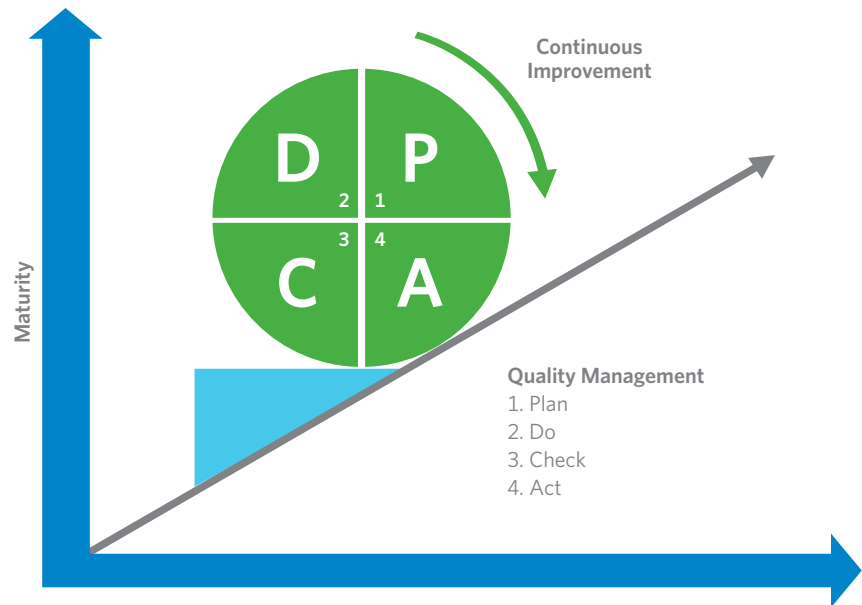 Continuous
Improvement
D
P
2
1
3
4
C
A
Maturity
Quality Management
1. Plan
2. Do
3. Check
4. Act